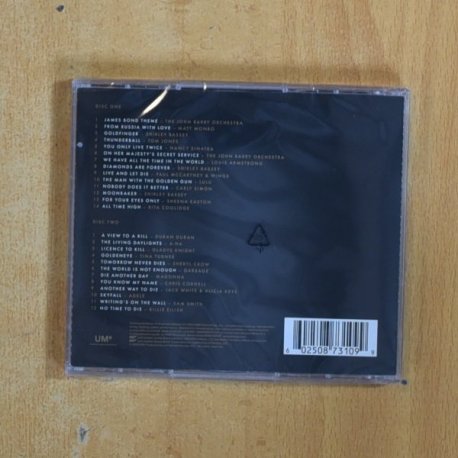 DISC ONE
1. JAMES BOND THEME – THE JOHN BARRY ORCHESTRA
2. FROM RUSSIA WITH LOVE – MATT MONRO
3. GOLDFINGER – SHIRLEY BASSEY
4. THUNDERBALL – TOM JONES
5. YOU ONLY LIVE TWICE – NANCY SINATRA
6. ON HER MAJESTY'S SECRET SERVICE – THE JOHN BARRY ORCHESTRA
7. WE HAVE ALL THE TIME IN THE WORLD – LOUIS ARMSTRONG
8. DIAMONDS ARE FOREVER – SHIRLEY BASSEY
9. LIVE AND LET DIE – PAUL MCCARTNEY & WINGS
10. THE MAN WITH THE GOLDEN GUN – LULU
11. NOBODY DOES IT BETTER – CARLY SIMON
12. MOONRAKER – SHIRLEY BASSEY
13. FOR YOUR EYES ONLY – SHEENA EASTON
14. ALL TIME HIGH – RITA COOLIDGE
DISC TWO
1. A VIEW TO A KILL – DURAN DURAN
2. THE LIVING DAYLIGHTS – A-HA
3. LICENCE TO KILL – GLADYS KNIGHT
4. GOLDENEYE – TINA TURNER
5. TOMORROW NEVER DIES – SHERYL CROW
6. THE WORLD IS NOT ENOUGH – GARBAGE
7. DIE ANOTHER DAY – MADONNA
8. YOU KNOW MY NAME – CHRIS CORNELL
9. ANOTHER WAY TO DIE – JACK WHITE & ALICIA KEYS
10. SKYFALL – ADELE
11. WRITING'S ON THE WALL – SAM SMITH
12. NO TIME TO DIE – BILLIE EILISH
UMe
6 02508 73109 9